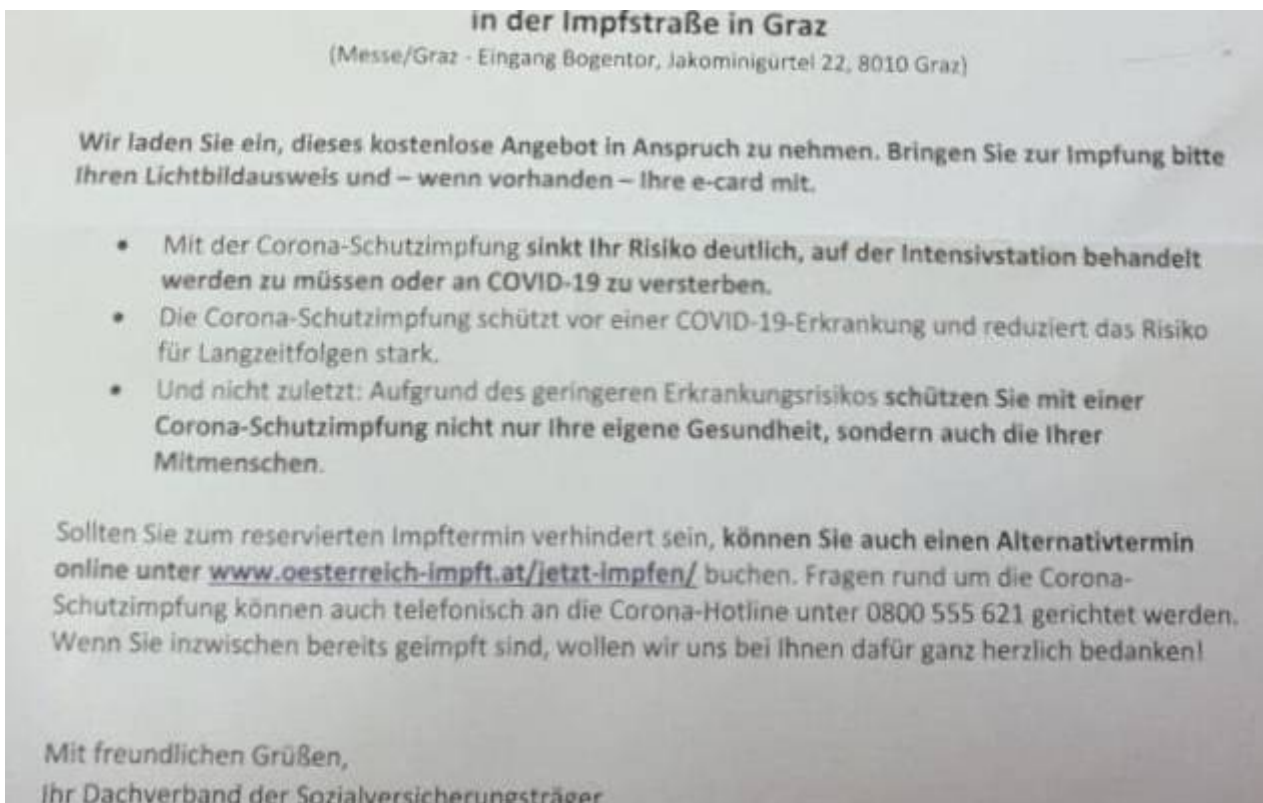 in der Impfstraße in Graz
(Messe/Graz - Eingang Bogentor, Jakominigürtel 22, 8010 Graz)
Wir laden Sie ein, dieses kostenlose Angebot in Anspruch zu nehmen. Bringen Sie zur Impfung bitte
Ihren Lichtbildausweis und – wenn vorhanden – Ihre e-card mit.
• Mit der Corona-Schutzimpfung sinkt Ihr Risiko deutlich, auf der Intensivstation behandelt
werden zu müssen oder an COVID-19 zu versterben.
• Die Corona-Schutzimpfung schützt vor einer COVID-19-Erkrankung und reduziert das Risiko
für Langzeitfolgen stark.
• Und nicht zuletzt: Aufgrund des geringeren Erkrankungsrisikos schützen Sie mit einer
Corona-Schutzimpfung nicht nur Ihre eigene Gesundheit, sondern auch die Ihrer
Mitmenschen.
Sollten Sie zum reservierten Impftermin verhindert sein, können Sie auch einen Alternativtermin
online unter www.oesterreich-impft.at/jetzt-impfen/ buchen. Fragen rund um die Corona-
Schutzimpfung können auch telefonisch an die Corona-Hotline unter 0800 555 621 gerichtet werden.
Wenn Sie inzwischen bereits geimpft sind, wollen wir uns bei Ihnen dafür ganz herzlich bedanken!
Mit freundlichen Grüßen,
Ihr Dachverband der Sozialversicherungsträger